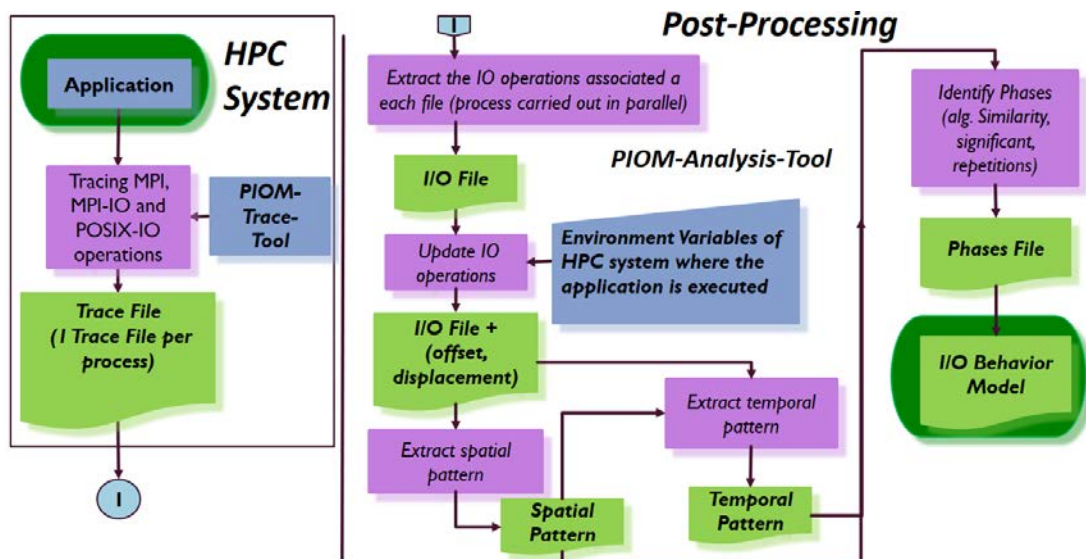 HPC
System
Application
Tracing MPI,
MPI-IO and
POSIX-IO
operations
PIOM-
Trace-
Tool
Trace File
(1 Trace File per
process)
1
1
Post-Processing
Extract the IO operations associated a
each file (process carried out in parallel)
PIOM-Analysis-Tool
I/O File
Update IO
operations
Environment Variables of
HPC system where the
application is executed
I/O File +
(offset,
displacement)
Extract spatial
pattern
Spatial
Pattern
Extract temporal
pattern
Temporal
Pattern
Identify Phases
(alg. Similarity,
significant,
repetitions)
Phases File
I/O Behavior
Model